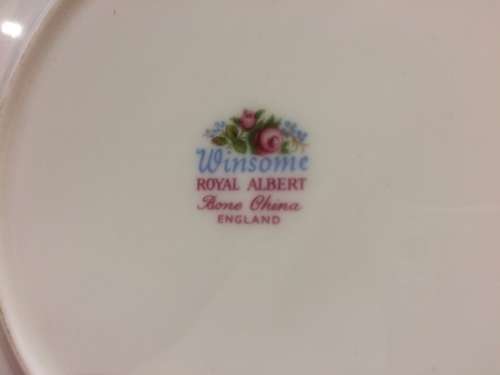 Winsome
ROYAL ALBERT
Bone China
ENGLAND